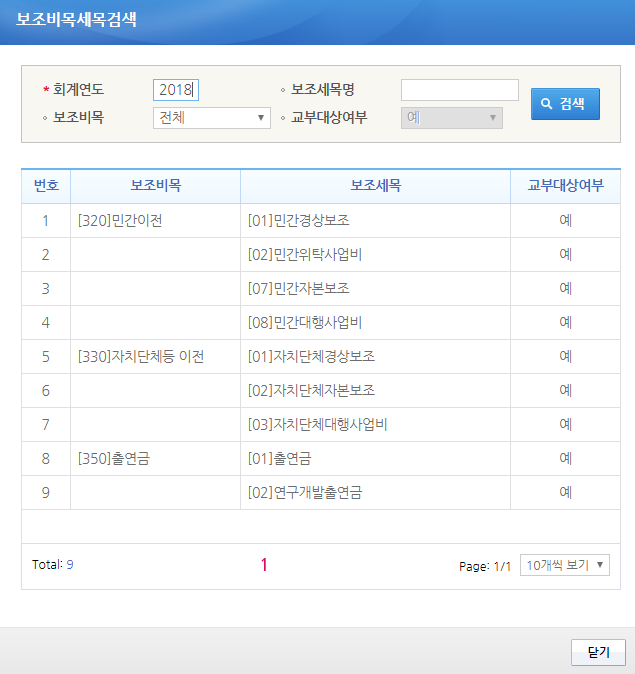 보조비목세목검색
* 회계연도 2018 보조세목명
보조비목 전체 교부대상여부 예
검색
번호 보조비목 보조세목 교부대상여부
1 [320]민간이전 [01]민간경상보조 예
2 [02]민간위탁사업비 예
3 [07]민간자본보조 예
4 [08]민간대행사업비 예
5 [330]자치단체등 이전 [01]자치단체경상보조 예
6 [02]자치단체자본보조 예
7 [03]자치단체대행사업비 예
8 [350]출연금 [01]출연금 예
9 [02]연구개발출연금 예
Total: 9 1 Page: 1/1 10개씩 보기
닫기